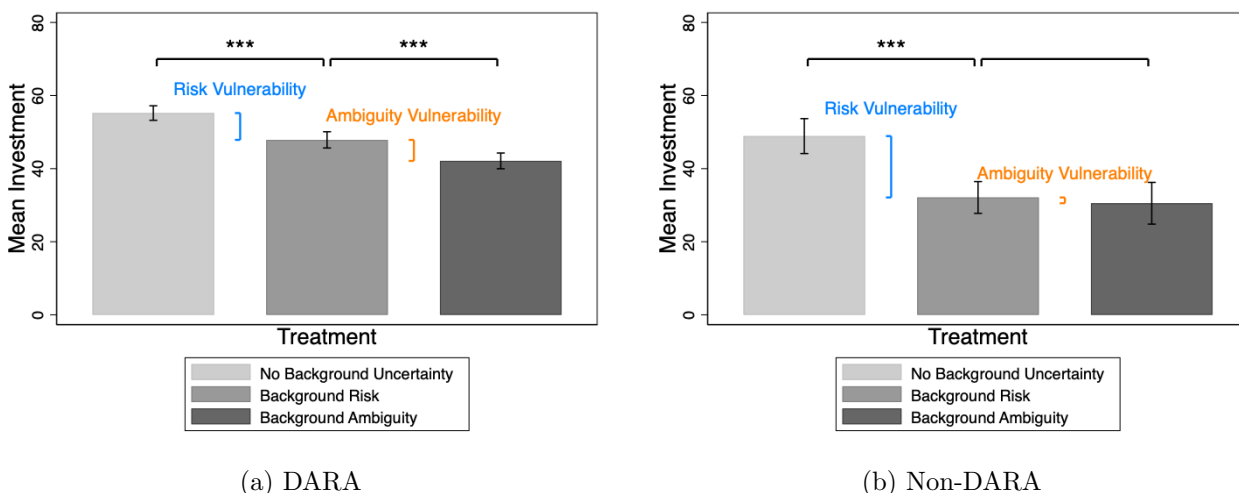 80
60
40
20
0
Mean Investment
***
***
Risk Vulnerability
Ambiguity Vulnerability
Treatment
No Background Uncertainty
Background Risk
Background Ambiguity
(a) DARA
80
60
40
20
0
Mean Investment
***
Risk Vulnerability
Ambiguity Vulnerability
Treatment
No Background Uncertainty
Background Risk
Background Ambiguity
(b) Non-DARA